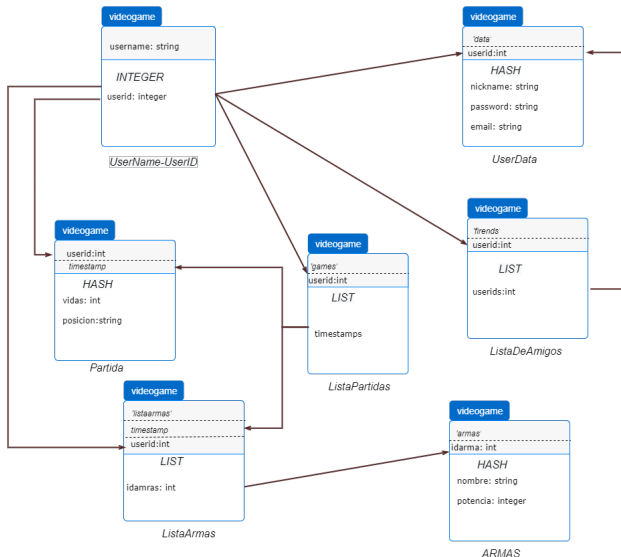 videogame
username: string
INTEGER
userid: integer
UserName-UserID
videogame
'data'
userid:int
HASH
nickname: string
password: string
email: string
UserData
videogame
userid:int
timestamp
HASH
vidas: int
posicion:string
Partida
videogame
'games'
userid:int
LIST
timestamps
ListaPartidas
videogame
'firends'
userid:int
LIST
userids:int
ListaDeAmigos
videogame
'listaarmas'
timestamp
userid:int
LIST
idamras: int
ListaArmas
videogame
'armas'
idarma: int
HASH
nombre: string
potencia: integer
ARMAS